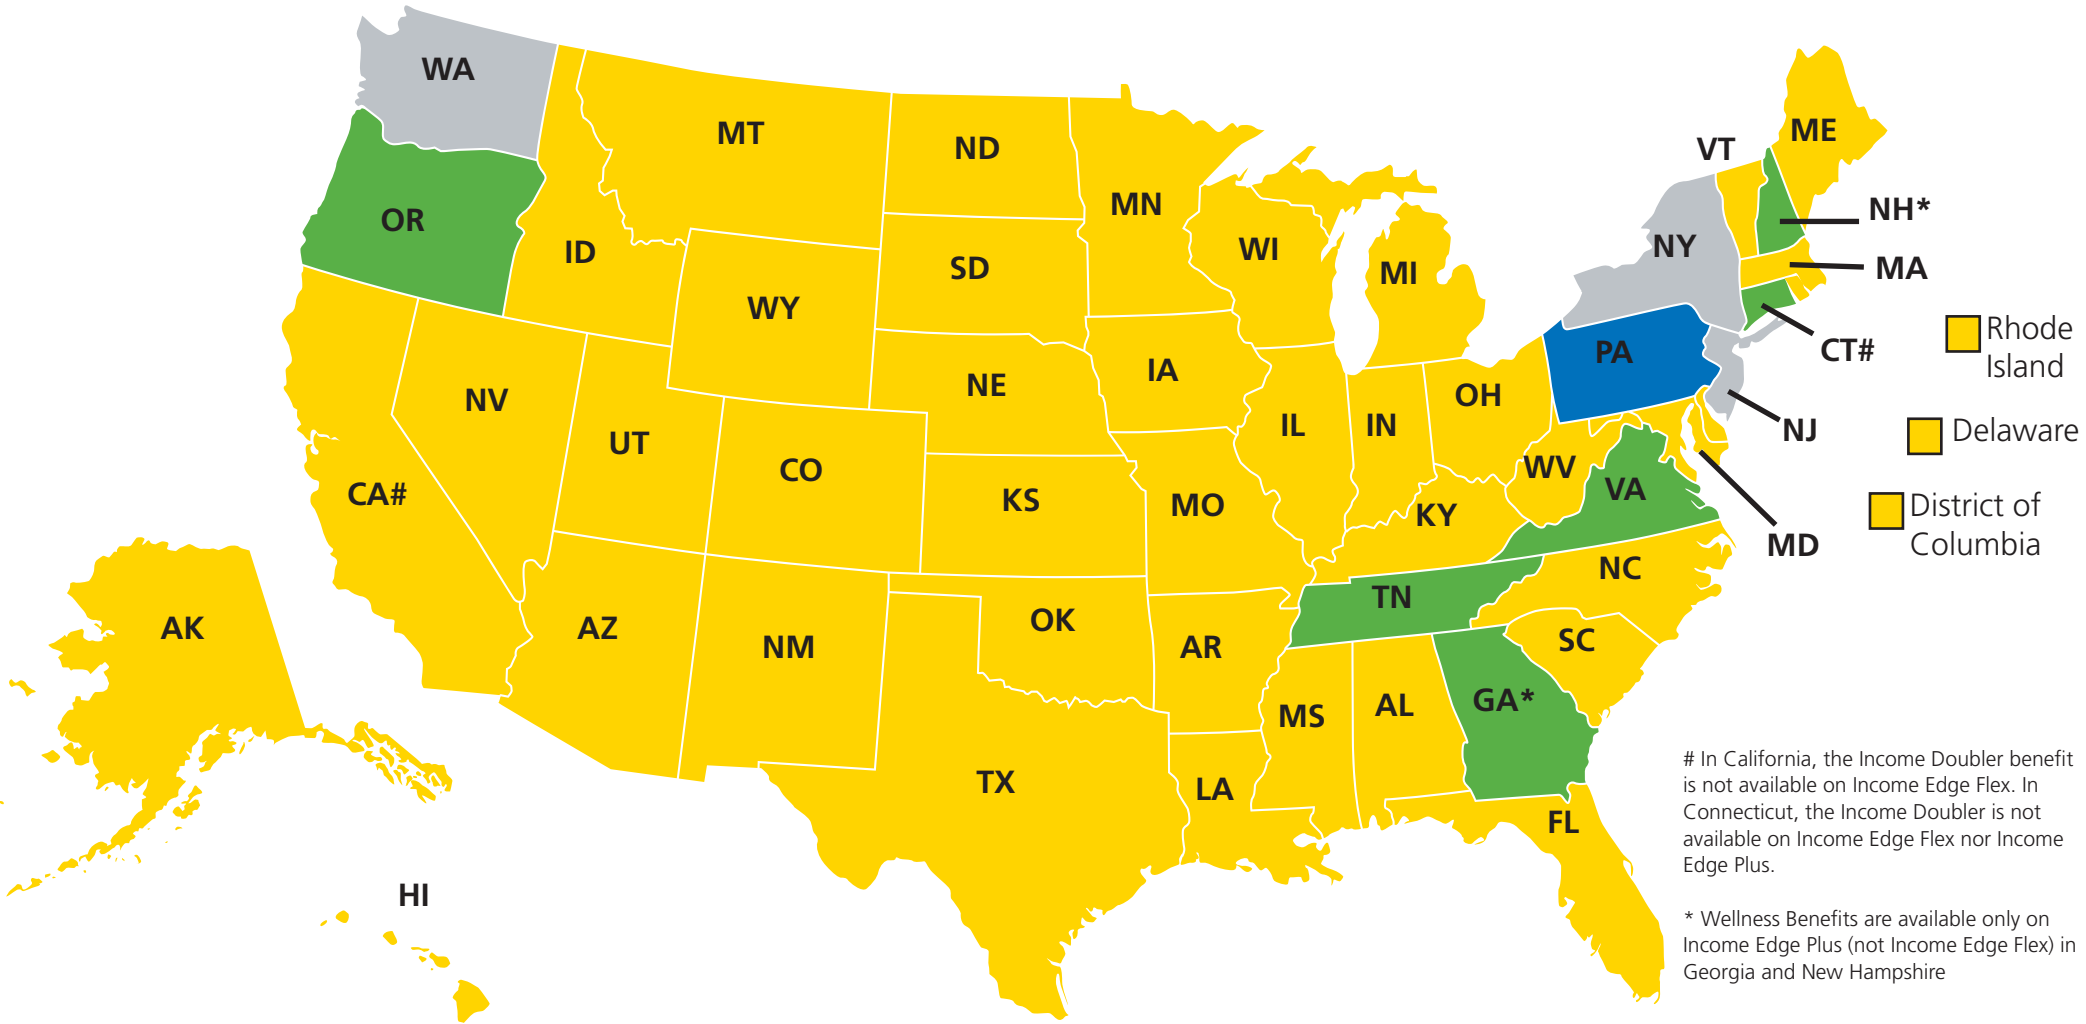 WA
MT
ND
MN
VT
ME
OR
ID
SD
WI
MI
NY
NH*
MA
WY
CT#
Rhode
Island
NV
NE
IA
PA
OH
NJ
Delaware
UT
CO
IL
IN
CA#
KS
MO
WV
KY
VA
MD
District of
Columbia
AK
AZ
NM
OK
AR
TN
NC
SC
TX
LA
MS
AL
GA*
FL
HI
# In California, the Income Doubler benefit
is not available on Income Edge Flex. In
Connecticut, the Income Doubler is not
available on Income Edge Flex nor Income
Edge Plus.
* Wellness Benefits are available only on
Income Edge Plus (not Income Edge Flex) in
Georgia and New Hampshire